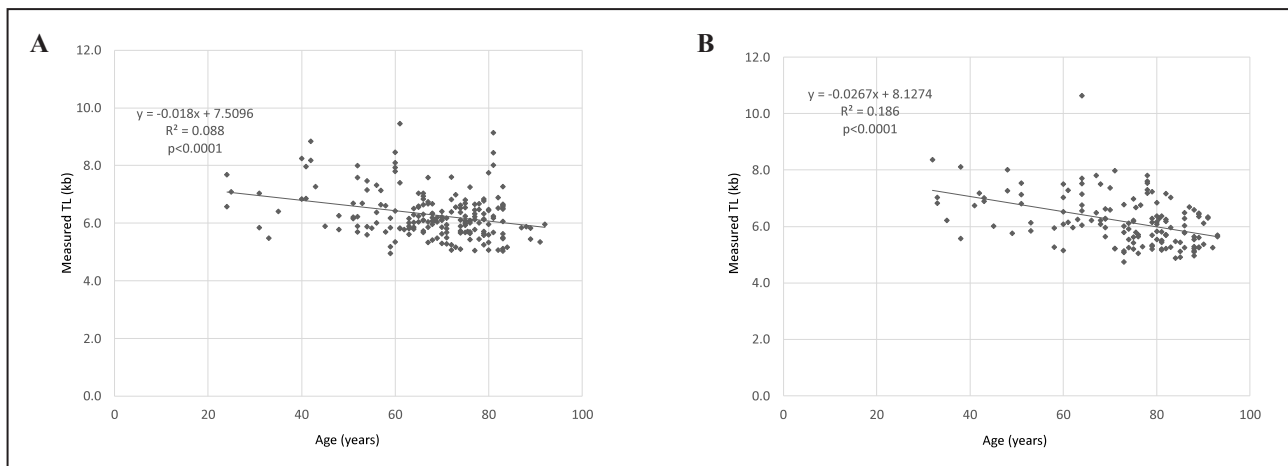 A
12.0
10.0
8.0
6.0
4.0
2.0
0.0
Measured TL (kb)
y = -0.018x + 7.5096
R² = 0.088
p<0.0001
0 20 40 60 80 100
Age (years)
B
12.0
10.0
8.0
6.0
4.0
2.0
0.0
Measured TL (kb)
y = -0.0267x + 8.1274
R² = 0.186
p<0.0001
0 20 40 60 80 100
Age (years)